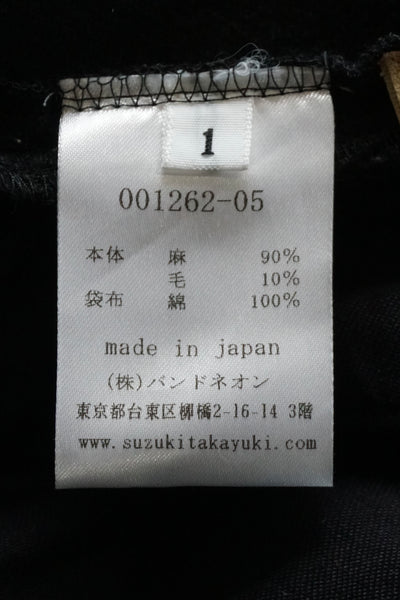 1
001262-05
本体 麻 90%
毛 10%
袋布 綿 100%
made in japan
(株)バンドネオン
東京都台東区柳橋2-16-14 3階
www.suzukitakayuki.com